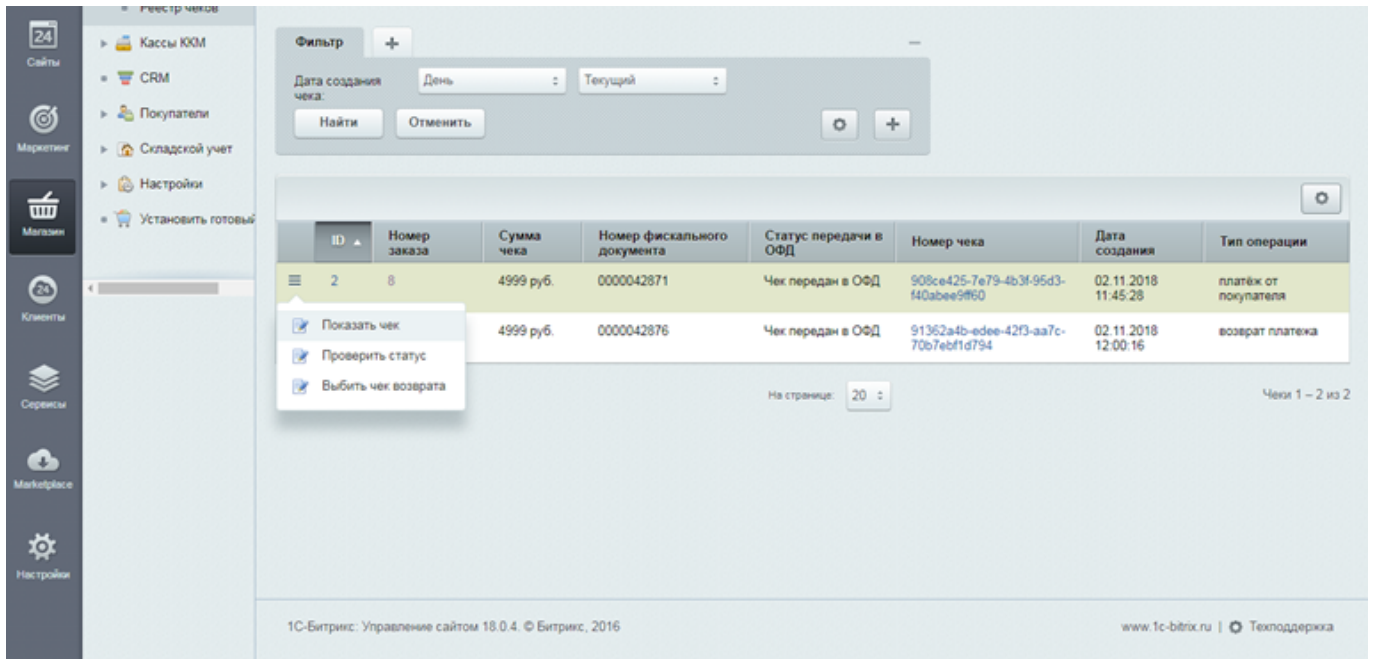 24
Сайты
Маркетинг
Магазин
24
Клиенты
Сервисы
Marketplace
Настройки
Реестр чеков
Кассы ККМ
CRM
Покупатели
Складской учет
Настройки
Установить готовый
Фильтр
Дата создания
чека:
День
Текущий
Найти
Отменить
ID
Номер
заказа
Сумма
чека
Номер фискального
документа
Статус передачи в
ОФД
Номер чека
Дата
создания
Тип операции
2
8
4999 руб.
0000042871
Чек передан в ОФД
908ce425-7e79-4b3f-95d3-
f40abee9ff60
02.11.2018
11:45:28
платёж от
покупателя
Показать чек
Проверить статус
Выбить чек возврата
4999 руб.
0000042876
Чек передан в ОФД
91362a4b-edee-42f3-aa7c-
70b7ebf1d794
02.11.2018
12:00:16
возврат платежа
На странице: 20
Чеки 1 – 2 из 2
1С-Битрикс: Управление сайтом 18.0.4. © Битрикс, 2016
www.1c-bitrix.ru | Техподдержка